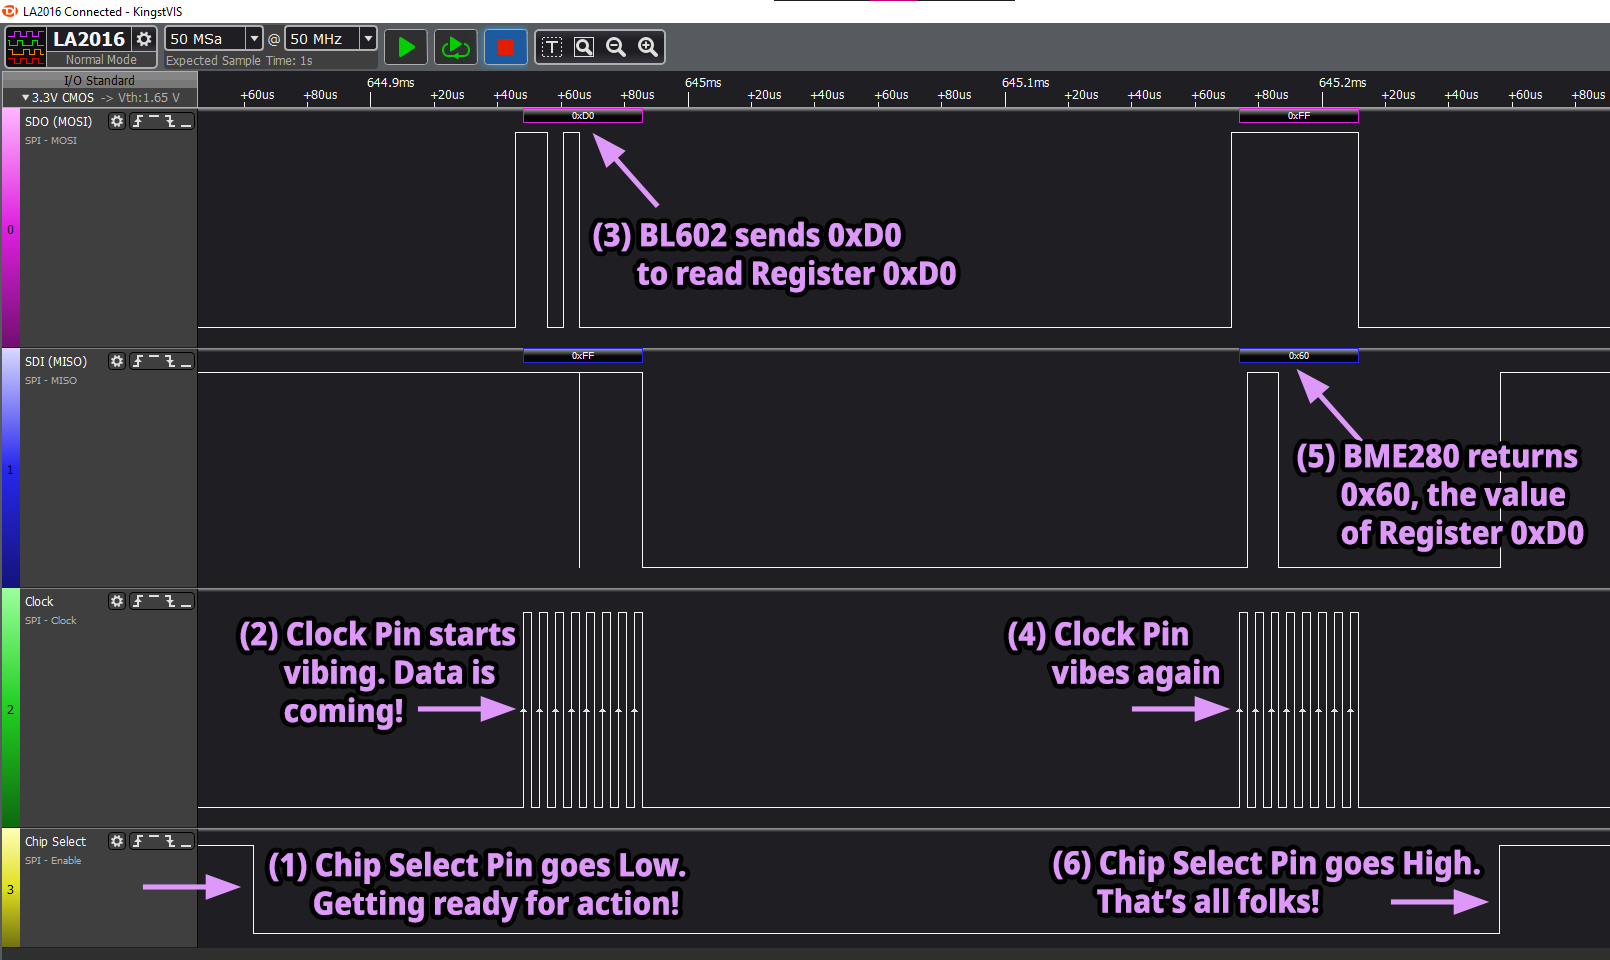 LA2016 Connected - KingstVIS
LA2016
Normal Mode
50 MSa @ 50 MHz
Expected Sample Time: 1s
T
I/O Standard
3.3V CMOS -> Vth:1.65 V
644.9ms 645ms 645.1ms 645.2ms
+60us +80us +20us +40us +60us +80us +20us +40us +60us +80us +20us +40us +60us +80us +20us +40us +60us +80us
SDO (MOSI)
SPI - MOSI
0
0xD0
0xFF
(3) BL602 sends 0xD0
to read Register 0xD0
SDI (MISO)
SPI - MISO
1
0xFF
0x60
(5) BME280 returns
0x60, the value
of Register 0xD0
Clock
SPI - Clock
2
(2) Clock Pin starts
vibing. Data is
coming!
(4) Clock Pin
vibes again
Chip Select
SPI - Enable
3
(1) Chip Select Pin goes Low.
Getting ready for action!
(6) Chip Select Pin goes High.
That's all folks!